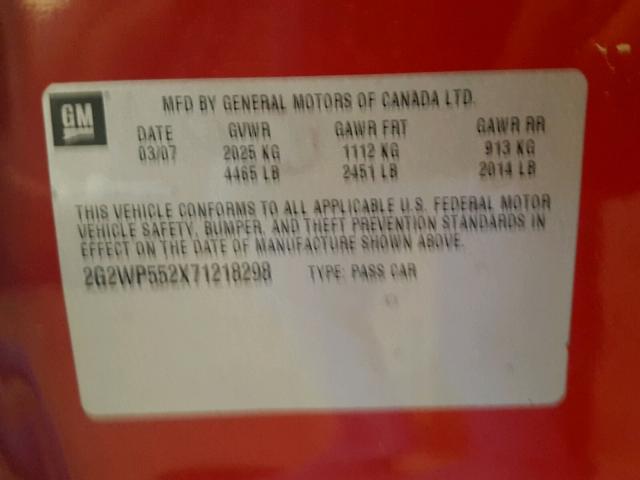 GM
MFD BY GENERAL MOTORS OF CANADA LTD.
DATE GVWR GAWR FRT GAWR RR
03/07 2025 KG 1112 KG 913 KG
4465 LB 2451 LB 2014 LB
THIS VEHICLE CONFORMS TO ALL APPLICABLE U.S. FEDERAL MOTOR
VEHICLE SAFETY, BUMPER, AND THEFT PREVENTION STANDARDS IN
EFFECT ON THE DATE OF MANUFACTURE SHOWN ABOVE.
2G2WP552X71218298 TYPE: PASS CAR